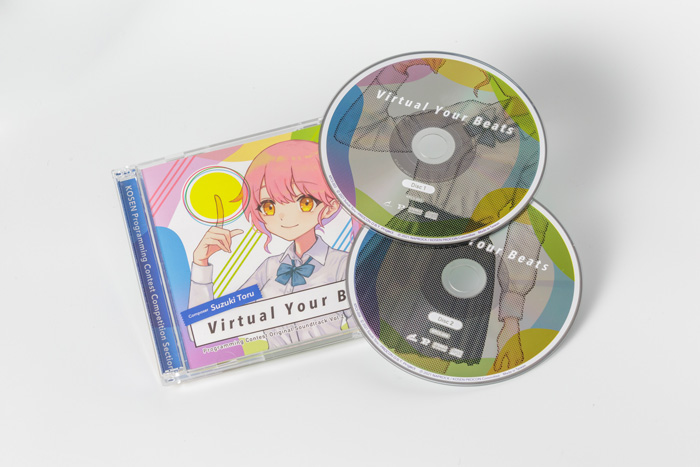 KOSEN Programming Contest Competition Section
Composer Suzuki Toru
Virtual Your B
Programming Contest Original Soundtrack Vol.
Virtual Your Beats
Disc 1
Your Beats
Disc 2